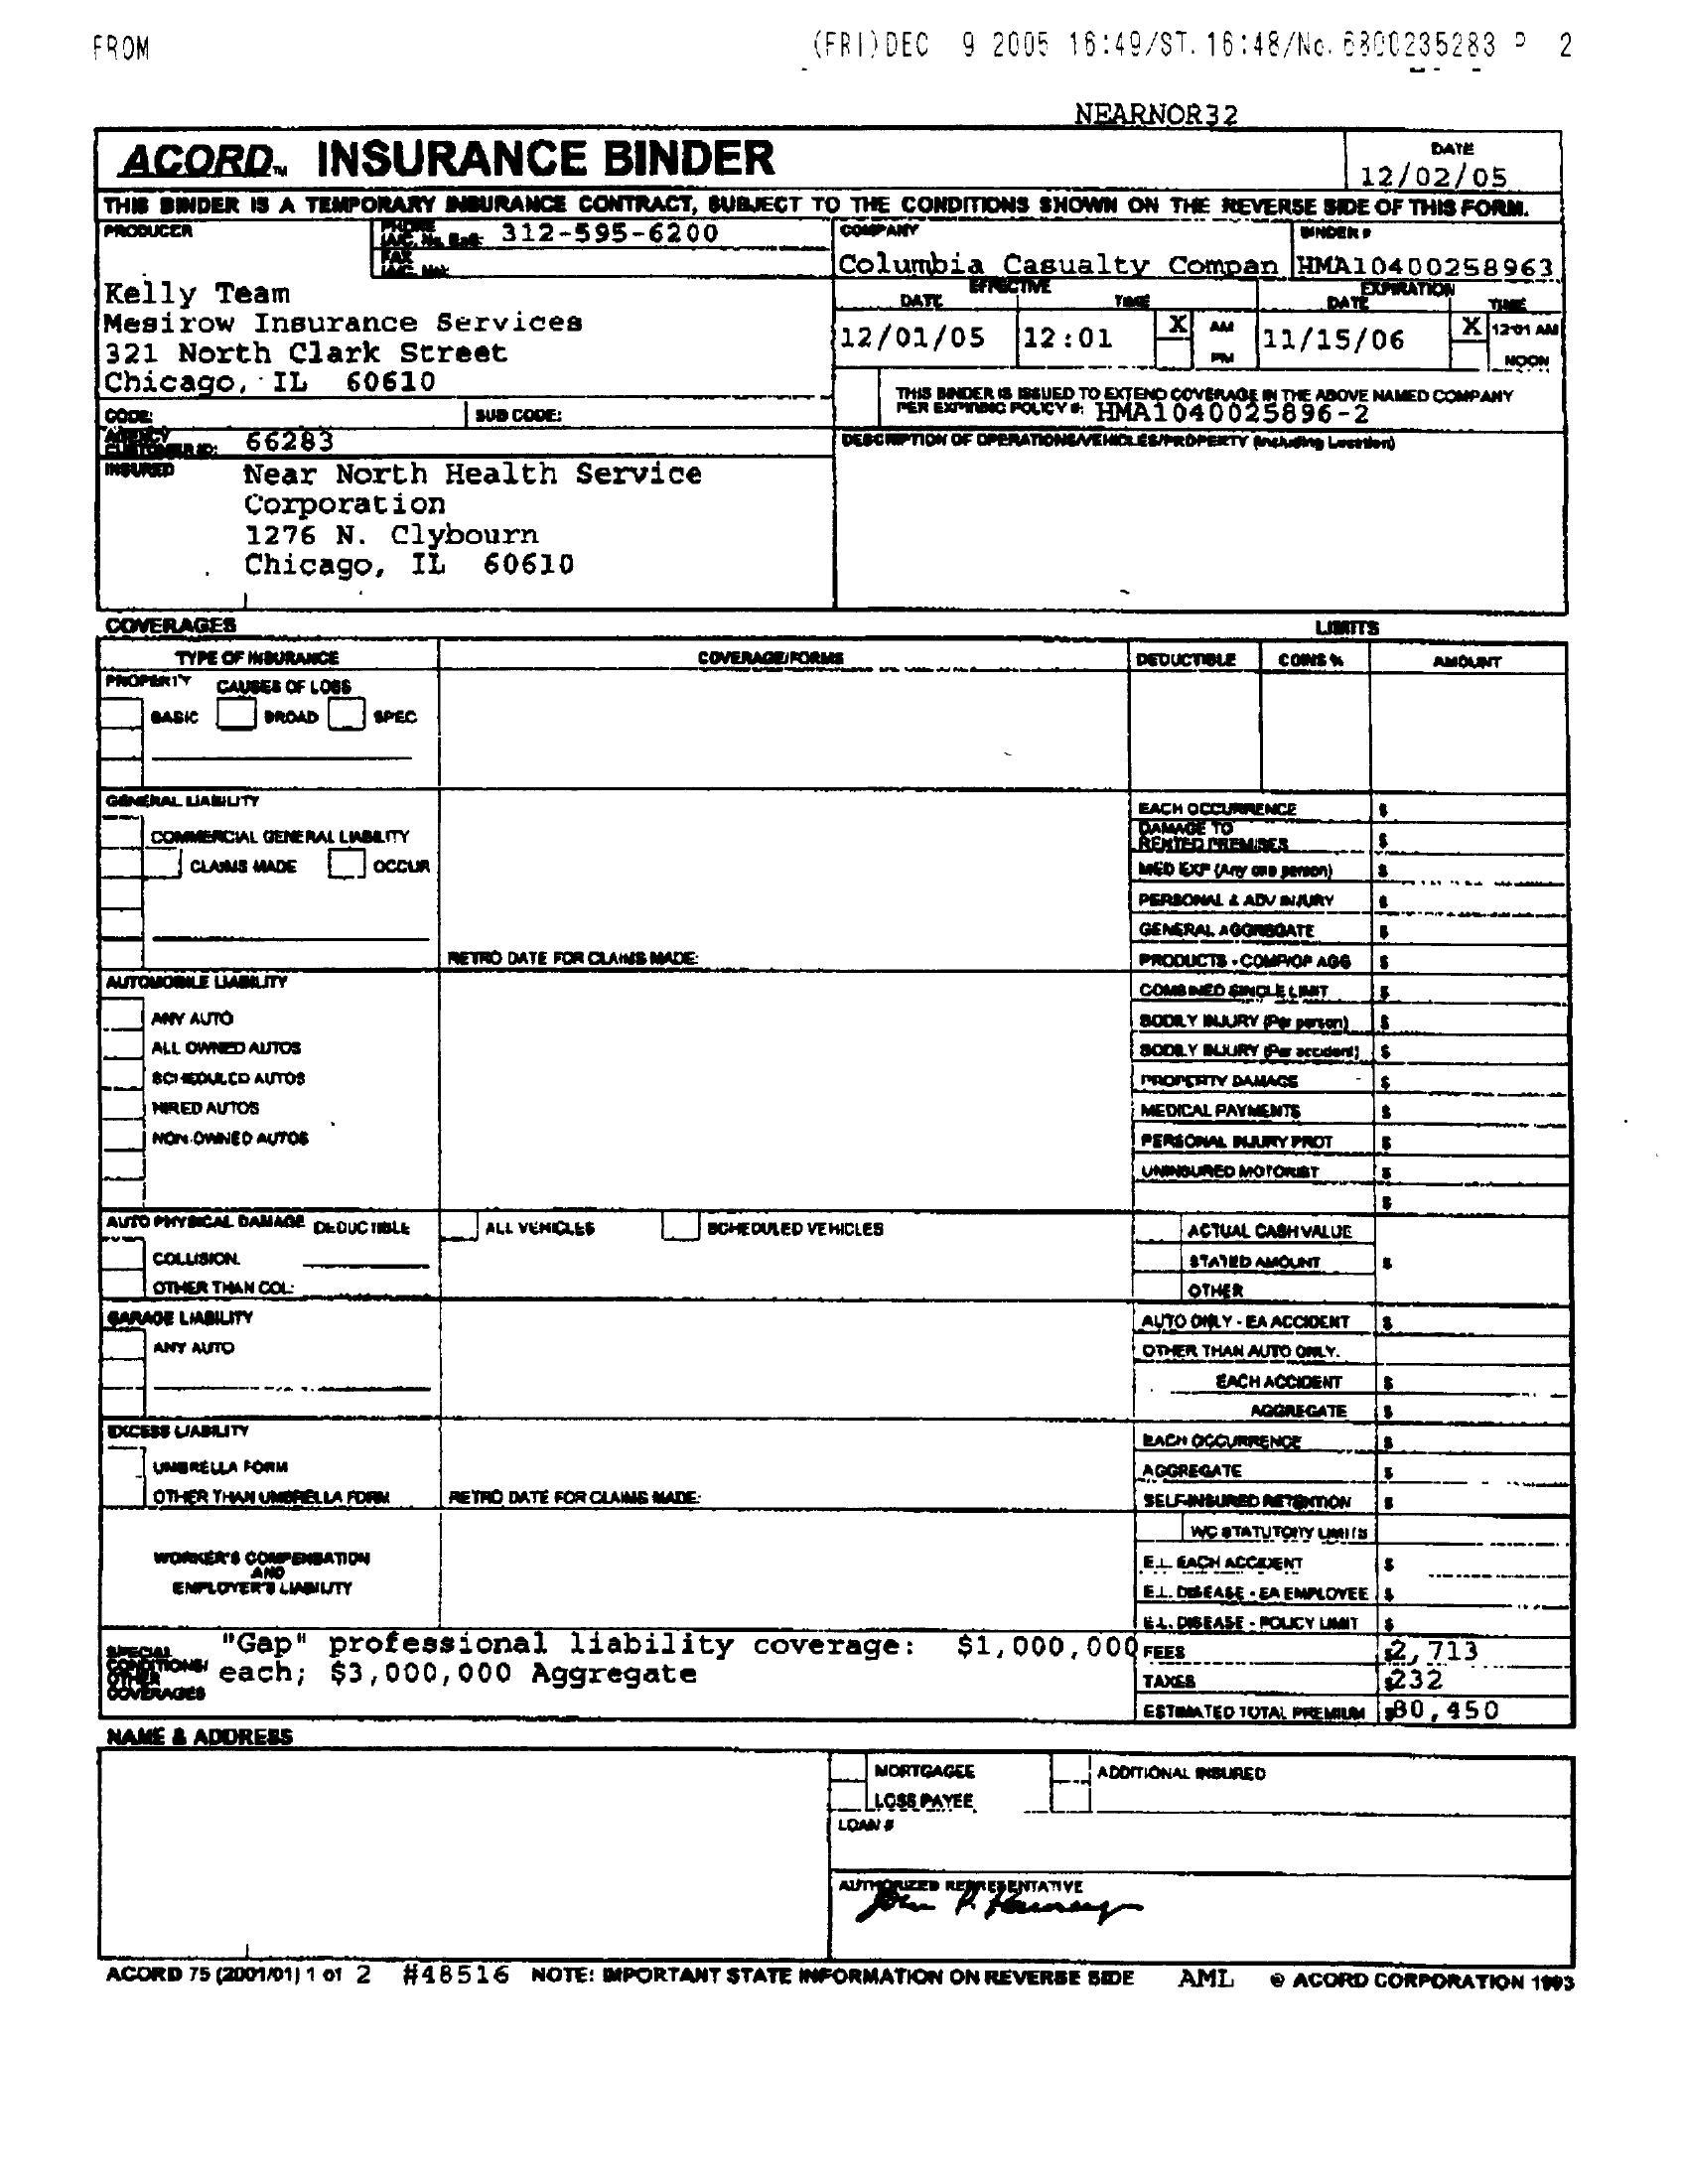 FROM (FRI)DEC 9 2005 16:49/ST.16:48/No.6800235283 P 2
NEARNOR32
ACORD™ INSURANCE BINDER
DATE
12/02/05
THIS BINDER IS A TEMPORARY INSURANCE CONTRACT, SUBJECT TO THE CONDITIONS SHOWN ON THE REVERSE SIDE OF THIS FORM.
PRODUCER
PHONE (A/C, No, Ext): 312-595-6200
FAX (A/C, No):
Kelly Team
Mesirow Insurance Services
321 North Clark Street
Chicago, IL 60610
CODE: SUB CODE:
AGENCY CUSTOMER ID: 66283
INSURED
Near North Health Service
Corporation
1276 N. Clybourn
Chicago, IL 60610
COMPANY
Columbia Casualty Compan
BINDER #
HMA10400258963
EFFECTIVE
DATE TIME
12/01/05 12:01 X AM
PM
EXPIRATION
DATE TIME
11/15/06 X 12:01 AM
NOON
THIS BINDER IS ISSUED TO EXTEND COVERAGE IN THE ABOVE NAMED COMPANY
PER EXPIRING POLICY #: HMA1040025896-2
DESCRIPTION OF OPERATIONS/VEHICLES/PROPERTY (Including Location)
COVERAGES LIMITS
TYPE OF INSURANCE COVERAGE/FORMS DEDUCTIBLE COINS % AMOUNT
PROPERTY CAUSES OF LOSS
BASIC BROAD SPEC
GENERAL LIABILITY
COMMERCIAL GENERAL LIABILITY
CLAIMS MADE OCCUR
RETRO DATE FOR CLAIMS MADE:
EACH OCCURRENCE $
DAMAGE TO
RENTED PREMISES $
MED EXP (Any one person) $
PERSONAL & ADV INJURY $
GENERAL AGGREGATE $
PRODUCTS - COMP/OP AGG $
AUTOMOBILE LIABILITY
ANY AUTO
ALL OWNED AUTOS
SCHEDULED AUTOS
HIRED AUTOS
NON-OWNED AUTOS
COMBINED SINGLE LIMIT $
BODILY INJURY (Per person) $
BODILY INJURY (Per accident) $
PROPERTY DAMAGE $
MEDICAL PAYMENTS $
PERSONAL INJURY PROT $
UNINSURED MOTORIST $
$
AUTO PHYSICAL DAMAGE DEDUCTIBLE ALL VEHICLES SCHEDULED VEHICLES
COLLISION:
OTHER THAN COL:
ACTUAL CASH VALUE
STATED AMOUNT $
OTHER
GARAGE LIABILITY
ANY AUTO
AUTO ONLY - EA ACCIDENT $
OTHER THAN AUTO ONLY:
EACH ACCIDENT $
AGGREGATE $
EXCESS LIABILITY
UMBRELLA FORM
OTHER THAN UMBRELLA FORM RETRO DATE FOR CLAIMS MADE:
EACH OCCURRENCE $
AGGREGATE $
SELF-INSURED RETENTION $
WORKER'S COMPENSATION
AND
EMPLOYER'S LIABILITY
WC STATUTORY LIMITS
E.L. EACH ACCIDENT $
E.L. DISEASE - EA EMPLOYEE $
E.L. DISEASE - POLICY LIMIT $
SPECIAL
CONDITIONS/
OTHER
COVERAGES
"Gap" professional liability coverage: $1,000,000
each; $3,000,000 Aggregate
FEES $2,713
TAXES $232
ESTIMATED TOTAL PREMIUM $80,450
NAME & ADDRESS
MORTGAGEE ADDITIONAL INSURED
LOSS PAYEE
LOAN #
AUTHORIZED REPRESENTATIVE
ACORD 75 (2001/01) 1 of 2 #48516 NOTE: IMPORTANT STATE INFORMATION ON REVERSE SIDE AML © ACORD CORPORATION 1993